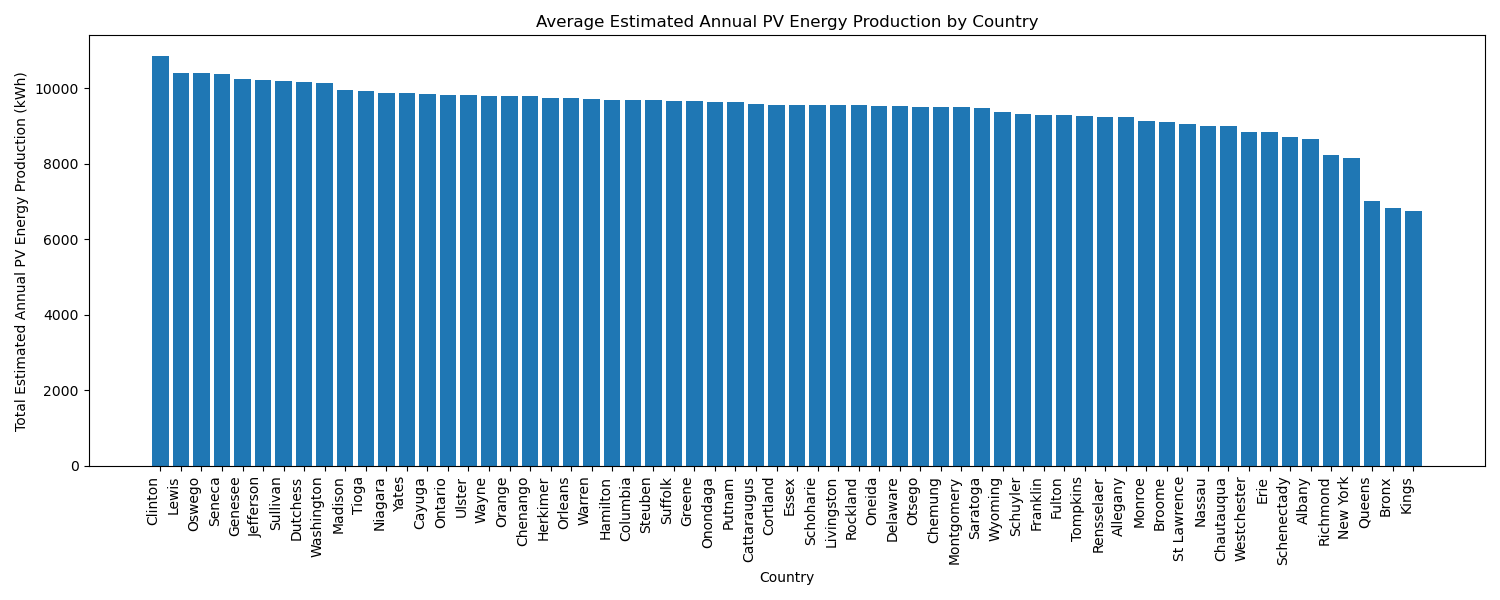 Average Estimated Annual PV Energy Production by Country
Total Estimated Annual PV Energy Production (kWh)
10000
8000
6000
4000
2000
0
Clinton
Lewis
Oswego
Seneca
Genesee
Jefferson
Sullivan
Dutchess
Washington
Madison
Tioga
Niagara
Yates
Cayuga
Ontario
Ulster
Wayne
Orange
Chenango
Herkimer
Orleans
Warren
Hamilton
Columbia
Steuben
Suffolk
Greene
Onondaga
Putnam
Cattaraugus
Cortland
Essex
Schoharie
Livingston
Rockland
Oneida
Delaware
Otsego
Chemung
Montgomery
Saratoga
Wyoming
Schuyler
Franklin
Fulton
Tompkins
Rensselaer
Allegany
Monroe
Broome
St Lawrence
Nassau
Chautauqua
Westchester
Erie
Schenectady
Albany
Richmond
New York
Queens
Bronx
Kings
Country